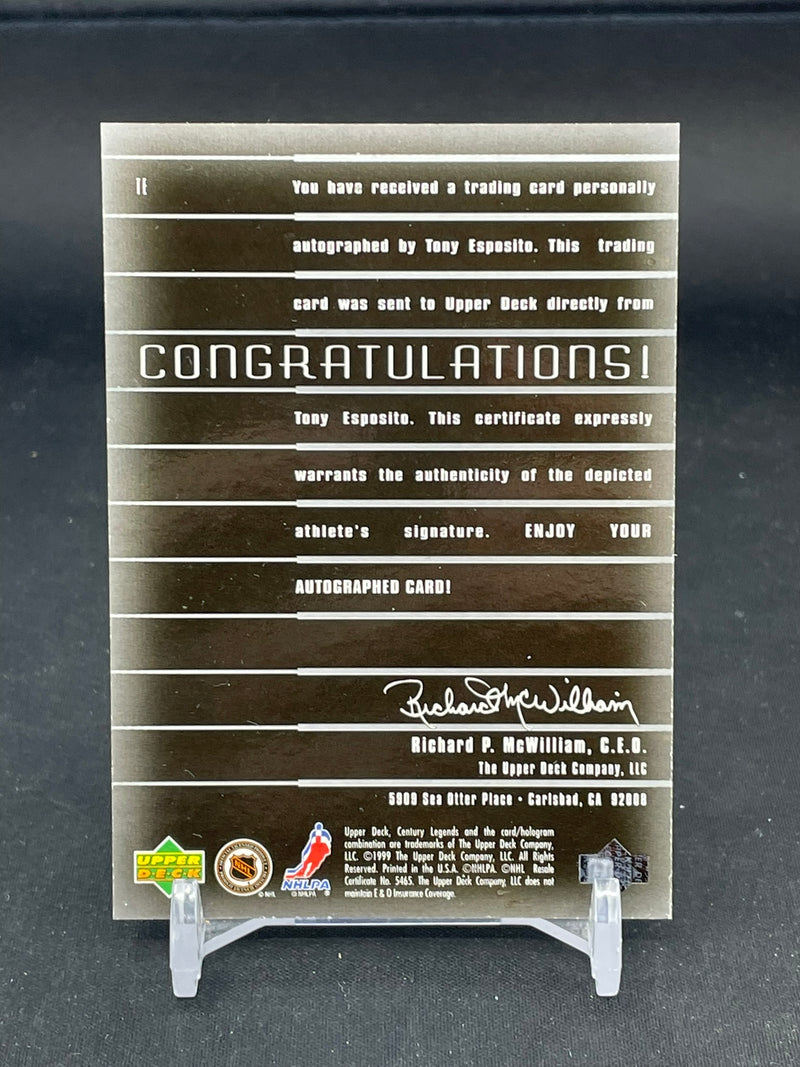 TE
You have received a trading card personally
autographed by Tony Esposito. This trading
card was sent to Upper Deck directly from
CONGRATULATIONS!
Tony Esposito. This certificate expressly
warrants the authenticity of the depicted
athlete's signature. ENJOY YOUR
AUTOGRAPHED CARD!
Richard McWilliam
Richard P. McWilliam, C.E.O.
The Upper Deck Company, LLC
5909 Sea Otter Place · Carlsbad, CA 92008
Upper Deck, Century Legends and the card/hologram
combination are trademarks of The Upper Deck Company,
LLC. ©1999 The Upper Deck Company, LLC. All Rights
Reserved. Printed in the U.S.A. ©NHLPA ©NHL Resale
Certificate No. 5465. The Upper Deck Company, LLC does not
maintain E & O Insurance Coverage.
UPPER
DECK
NHL
© NHL
NHLPA
® 
© NHLPA